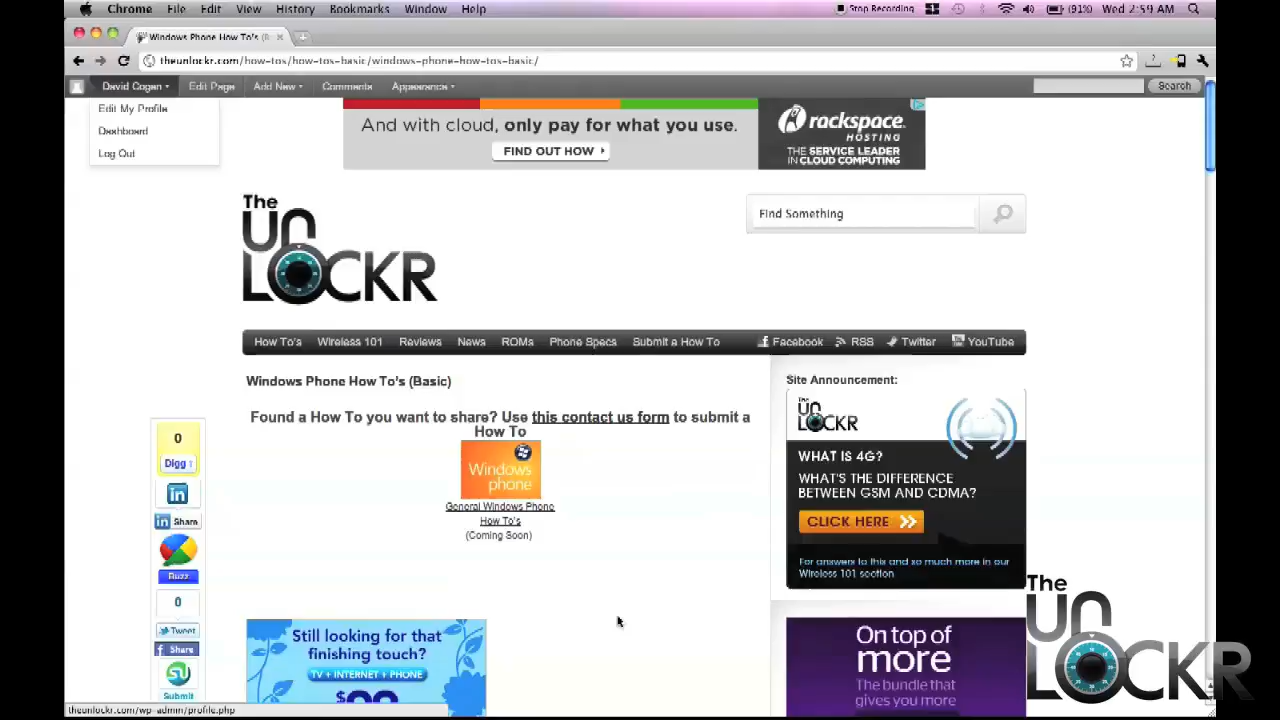 Chrome File Edit View History Bookmarks Window Help
Stop Recording (91%) Wed 2:59 AM
Windows Phone How To's (B
theunlockr.com/how-tos/how-tos-basic/windows-phone-how-tos-basic/
David Cogan Edit Page Add New Comments Appearance Search
Edit My Profile
Dashboard
Log Out
And with cloud, only pay for what you use.
FIND OUT HOW
rackspace.
HOSTING
THE SERVICE LEADER
IN CLOUD COMPUTING
The
UNLOCKR
Find Something
How To's Wireless 101 Reviews News ROMs Phone Specs Submit a How To Facebook RSS Twitter YouTube
Windows Phone How To's (Basic)
Found a How To you want to share? Use this contact us form to submit a
How To
Windows
phone
General Windows Phone
How To's
(Coming Soon)
0
Digg
in
in Share
Buzz
0
Tweet
f Share
Submit
Site Announcement:
The
UNLOCKR
WHAT IS 4G?
WHAT'S THE DIFFERENCE
BETWEEN GSM AND CDMA?
CLICK HERE
For answers to this and so much more in our
Wireless 101 section
Still looking for that
finishing touch?
TV + INTERNET + PHONE
On top of
more
The bundle that
gives you more
The
UNLOCKR
theunlockr.com/wp-admin/profile.php